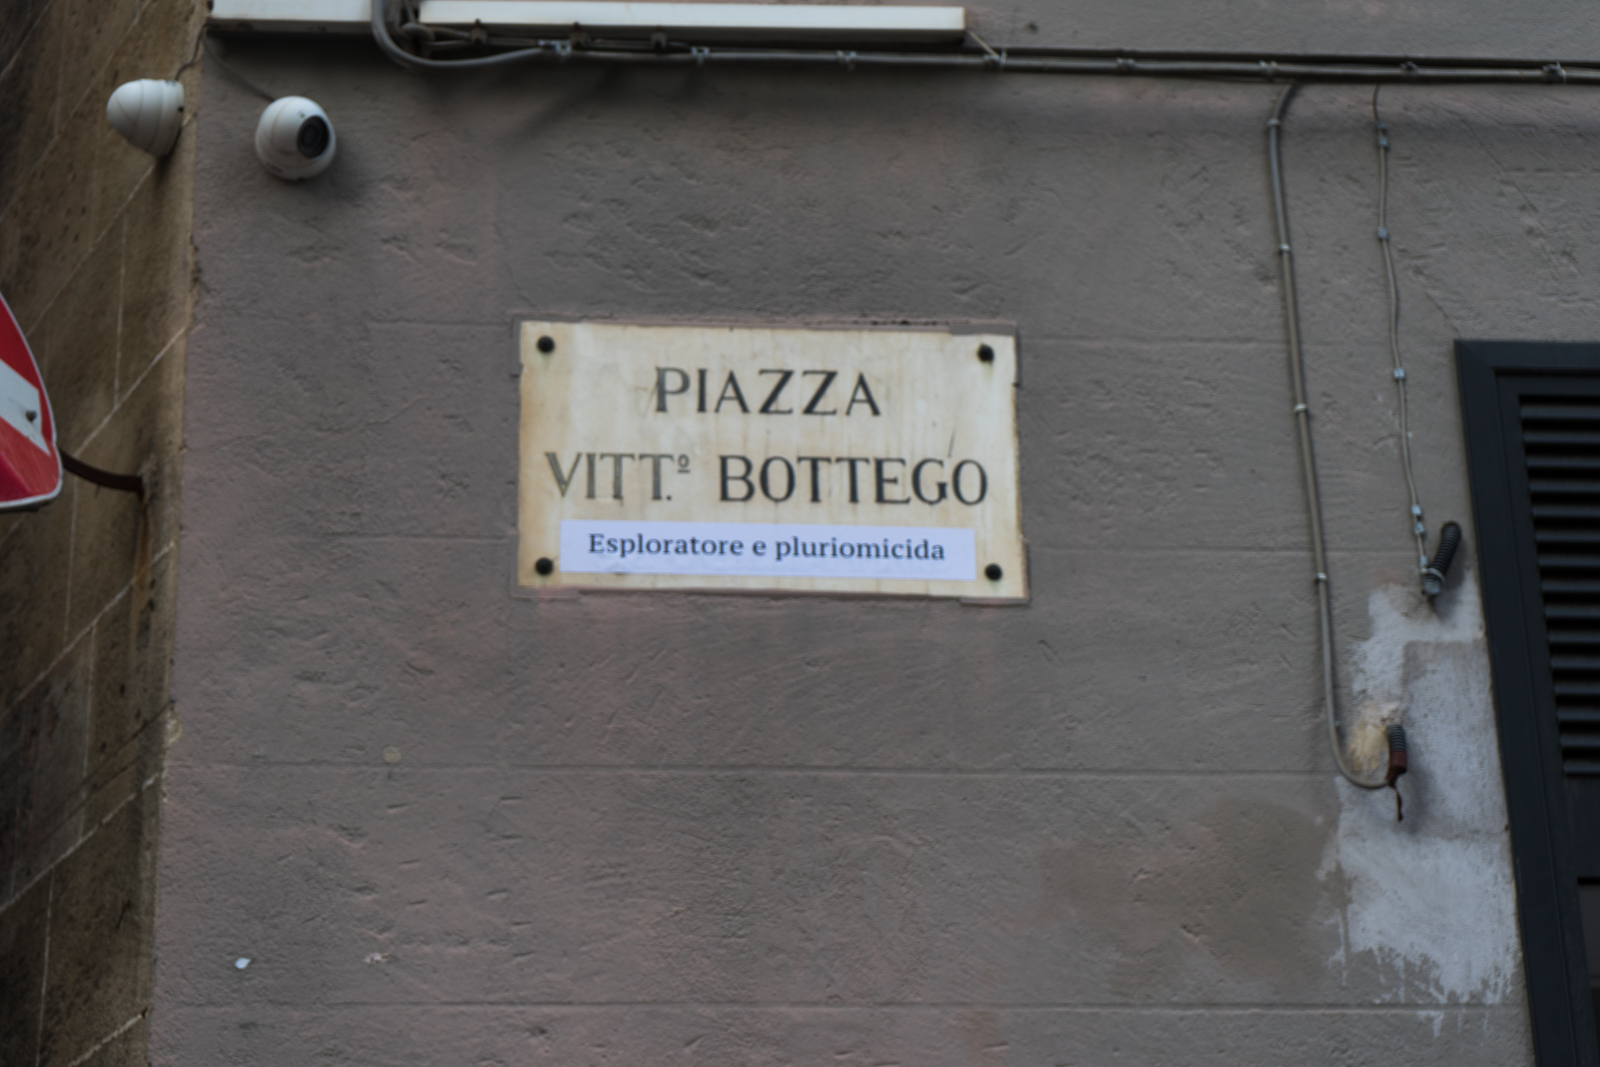 PIAZZA
VITT.º BOTTEGO
Esploratore e pluriomicida